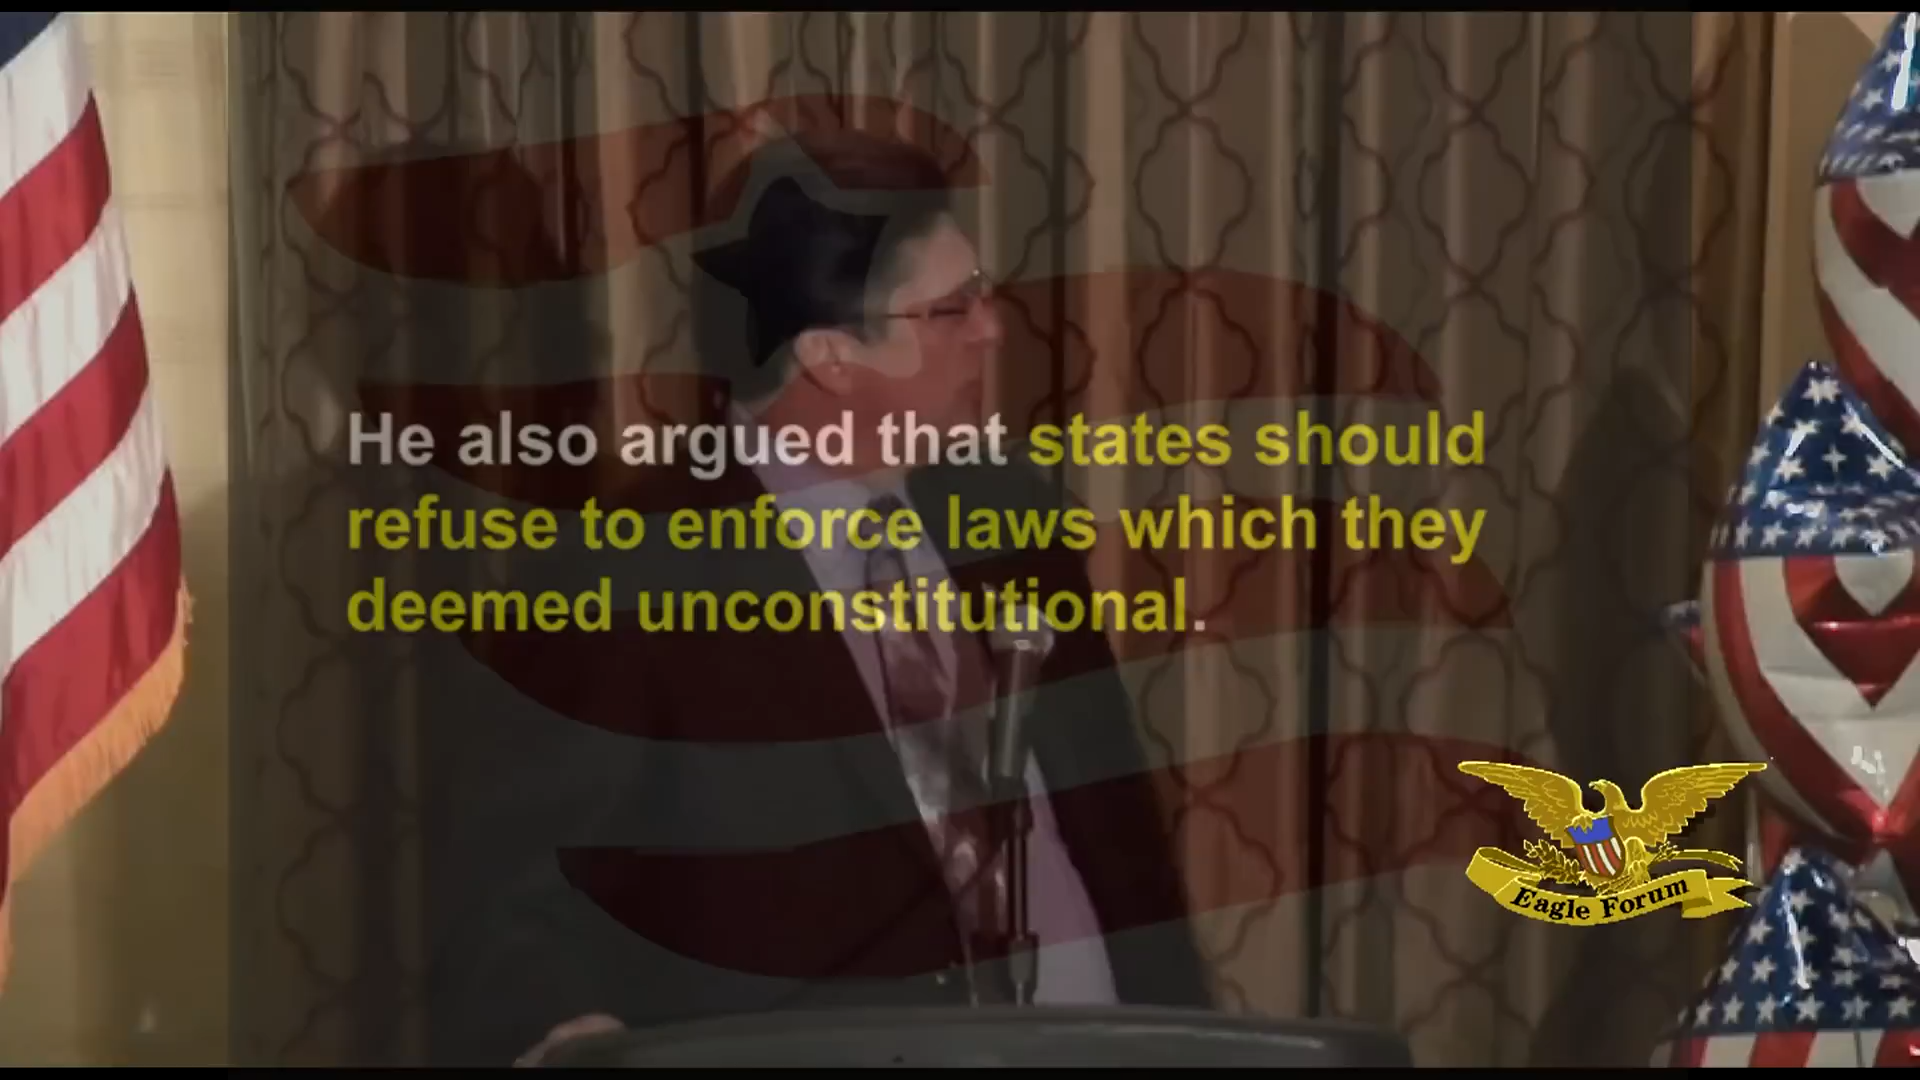 He also argued that states should
refuse to enforce laws which they
deemed unconstitutional.
Eagle Forum